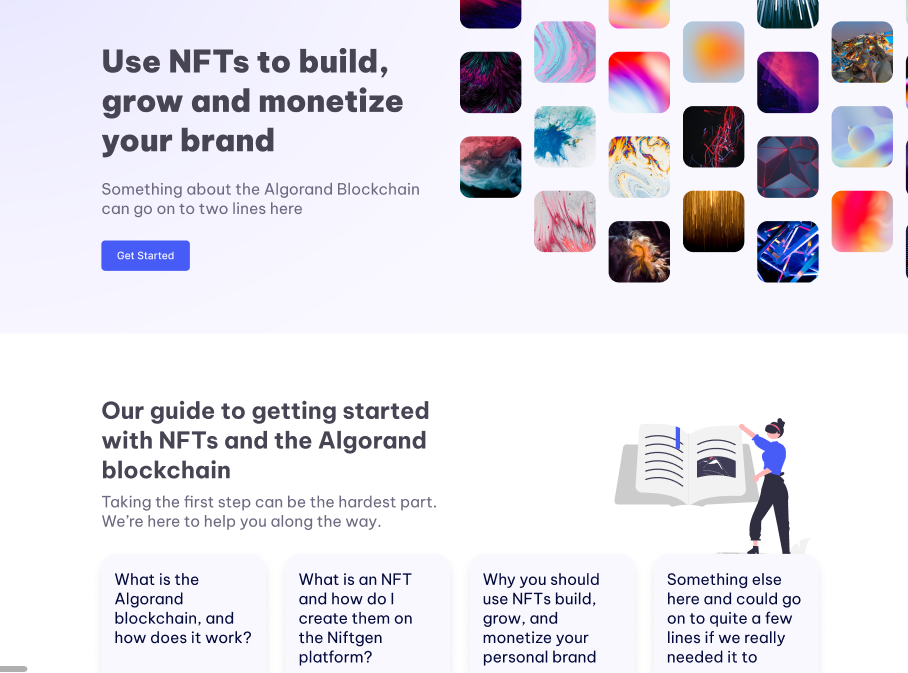 Use NFTs to build,
grow and monetize
your brand
Something about the Algorand Blockchain
can go on to two lines here
Get Started
Our guide to getting started
with NFTs and the Algorand
blockchain
Taking the first step can be the hardest part.
We’re here to help you along the way.
What is the
Algorand
blockchain, and
how does it work?
What is an NFT
and how do I
create them on
the Niftgen
platform?
Why you should
use NFTs build,
grow, and
monetize your
personal brand
Something else
here and could go
on to quite a few
lines if we really
needed it to